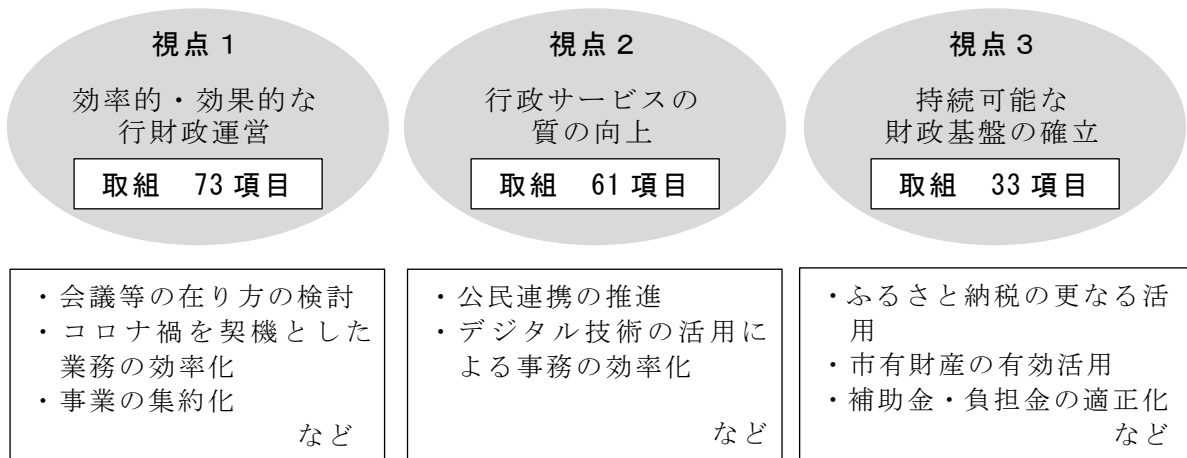 視点1
効率的・効果的な
行財政運営
取組 73項目
・会議等の在り方の検討
・コロナ禍を契機とした
業務の効率化
・事業の集約化
など
視点2
行政サービスの
質の向上
取組 61項目
・公民連携の推進
・デジタル技術の活用に
よる事務の効率化
など
視点3
持続可能な
財政基盤の確立
取組 33項目
・ふるさと納税の更なる活
用
・市有財産の有効活用
・補助金・負担金の適正化
など